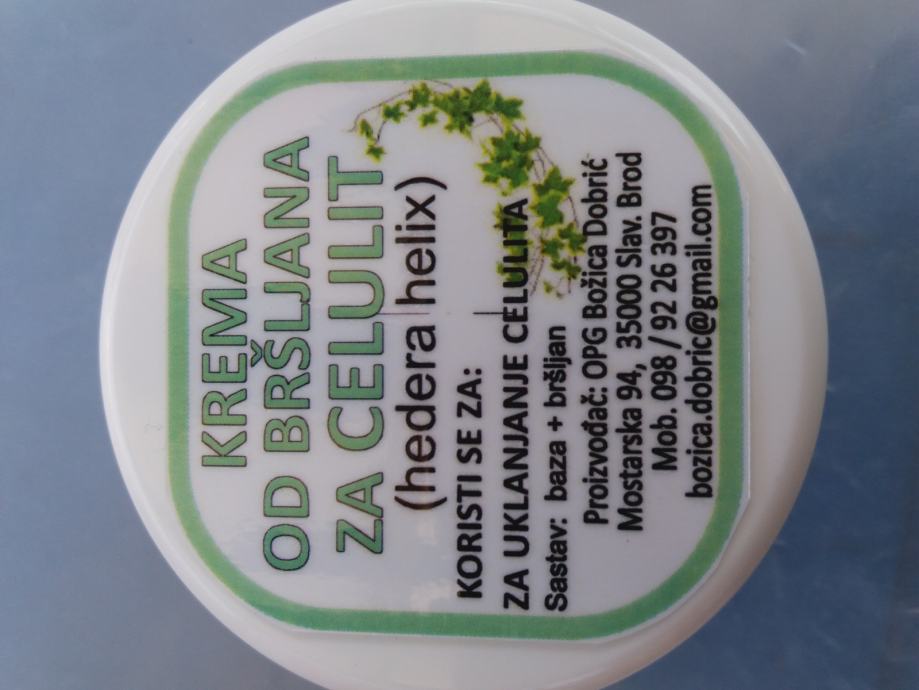 KREMA
OD BRŠLJANA
ZA CELULIT
(hedera helix)
KORISTI SE ZA:
ZA UKLANJANJE CELULITA
Sastav: baza + bršljan
Proizvođač: OPG Božica Dobrić
Mostarska 94, 35000 Slav. Brod
Mob. 098 / 92 26 397
bozica.dobric@gmail.com